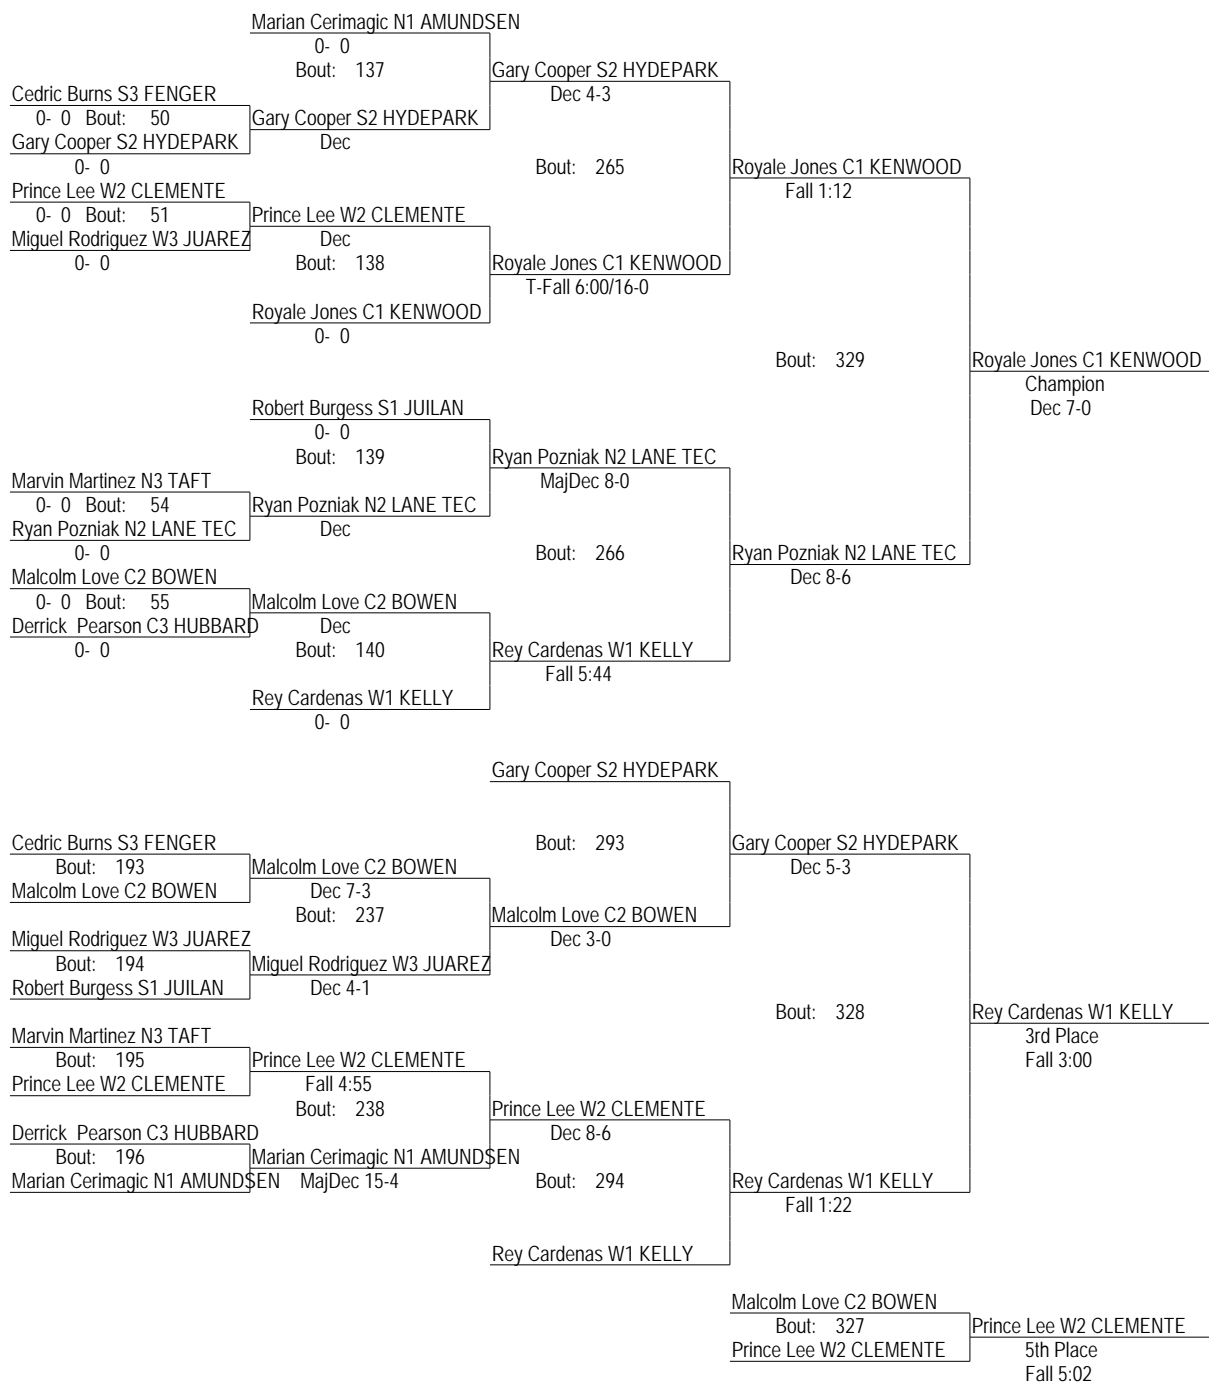 Marian Cerimagic N1 AMUNDSEN
0- 0
Bout: 137
Gary Cooper S2 HYDEPARK
Dec 4-3
Cedric Burns S3 FENGER
0- 0 Bout: 50
Gary Cooper S2 HYDEPARK
Dec
Gary Cooper S2 HYDEPARK
0- 0
Bout: 265
Royale Jones C1 KENWOOD
Fall 1:12
Prince Lee W2 CLEMENTE
0- 0 Bout: 51
Prince Lee W2 CLEMENTE
Dec
Miguel Rodriguez W3 JUAREZ
0- 0
Bout: 138
Royale Jones C1 KENWOOD
T-Fall 6:00/16-0
Royale Jones C1 KENWOOD
0- 0
Bout: 329
Royale Jones C1 KENWOOD
Champion
Dec 7-0
Robert Burgess S1 JUILAN
0- 0
Bout: 139
Ryan Pozniak N2 LANE TEC
MajDec 8-0
Marvin Martinez N3 TAFT
0- 0 Bout: 54
Ryan Pozniak N2 LANE TEC
Dec
Ryan Pozniak N2 LANE TEC
0- 0
Bout: 266
Ryan Pozniak N2 LANE TEC
Dec 8-6
Malcolm Love C2 BOWEN
0- 0 Bout: 55
Malcolm Love C2 BOWEN
Dec
Derrick Pearson C3 HUBBARD
0- 0
Bout: 140
Rey Cardenas W1 KELLY
Fall 5:44
Rey Cardenas W1 KELLY
0- 0
Gary Cooper S2 HYDEPARK
Bout: 293
Gary Cooper S2 HYDEPARK
Dec 5-3
Cedric Burns S3 FENGER
Bout: 193
Malcolm Love C2 BOWEN
Malcolm Love C2 BOWEN
Dec 7-3
Bout: 237
Malcolm Love C2 BOWEN
Dec 3-0
Miguel Rodriguez W3 JUAREZ
Bout: 194
Robert Burgess S1 JUILAN
Miguel Rodriguez W3 JUAREZ
Dec 4-1
Bout: 328
Rey Cardenas W1 KELLY
3rd Place
Fall 3:00
Marvin Martinez N3 TAFT
Bout: 195
Prince Lee W2 CLEMENTE
Prince Lee W2 CLEMENTE
Fall 4:55
Bout: 238
Prince Lee W2 CLEMENTE
Dec 8-6
Derrick Pearson C3 HUBBARD
Bout: 196
Marian Cerimagic N1 AMUNDSEN
Marian Cerimagic N1 AMUNDSEN
MajDec 15-4
Bout: 294
Rey Cardenas W1 KELLY
Fall 1:22
Rey Cardenas W1 KELLY
Malcolm Love C2 BOWEN
Bout: 327
Prince Lee W2 CLEMENTE
Prince Lee W2 CLEMENTE
5th Place
Fall 5:02